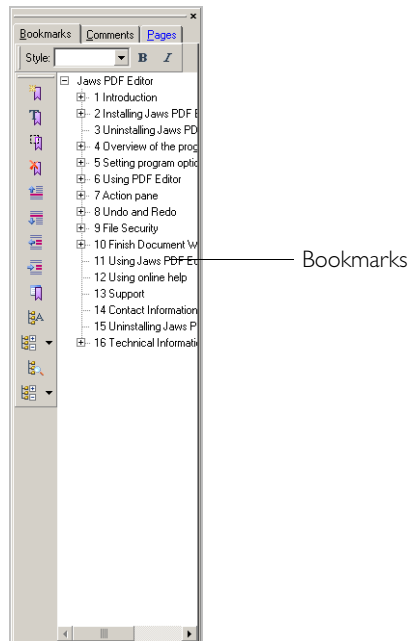 Bookmarks Comments Pages
Style: B I
Jaws PDF Editor
1 Introduction
2 Installing Jaws PDF E
3 Uninstalling Jaws PD
4 Overview of the prog
5 Setting program optio
6 Using PDF Editor
7 Action pane
8 Undo and Redo
9 File Security
10 Finish Document W
11 Using Jaws PDF Ed
Bookmarks
12 Using online help
13 Support
14 Contact Information
15 Uninstalling Jaws P
16 Technical Informati